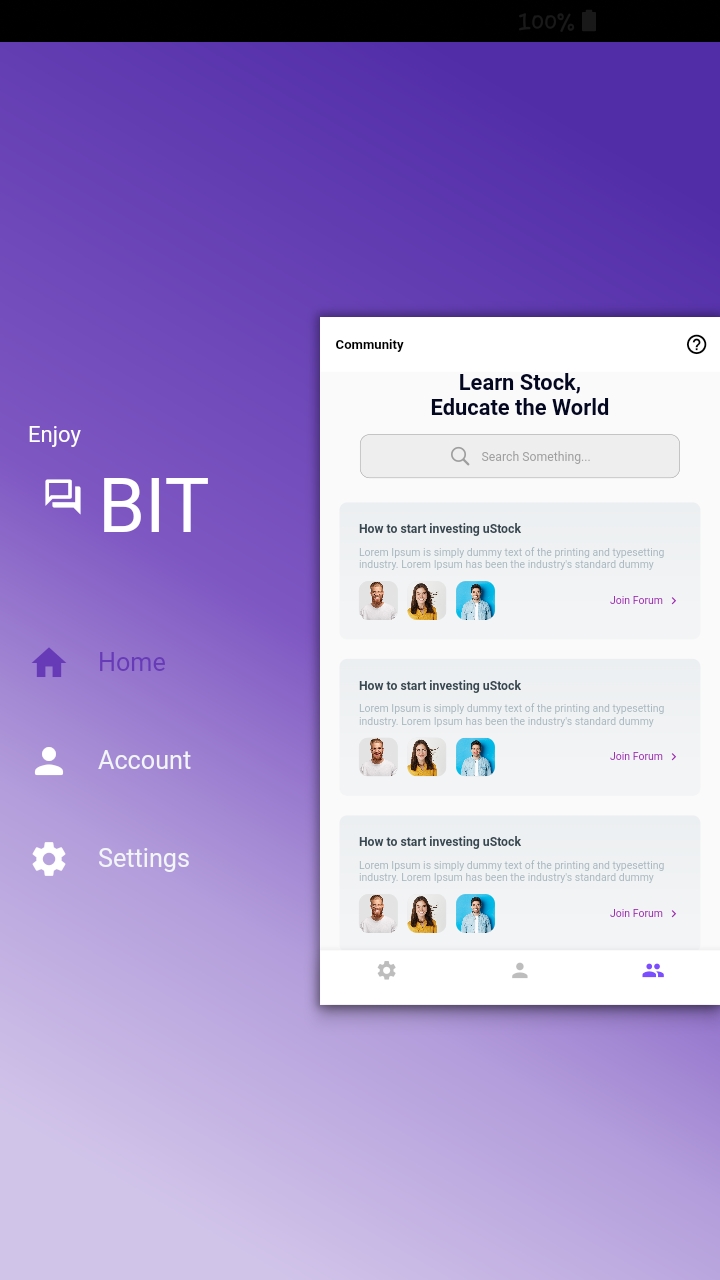 100%
Enjoy
BIT
Home
Account
Settings
Community
Learn Stock,
Educate the World
Search Something...
How to start investing uStock
Lorem Ipsum is simply dummy text of the printing and typesetting
industry. Lorem Ipsum has been the industry's standard dummy
Join Forum
How to start investing uStock
Lorem Ipsum is simply dummy text of the printing and typesetting
industry. Lorem Ipsum has been the industry's standard dummy
Join Forum
How to start investing uStock
Lorem Ipsum is simply dummy text of the printing and typesetting
industry. Lorem Ipsum has been the industry's standard dummy
Join Forum